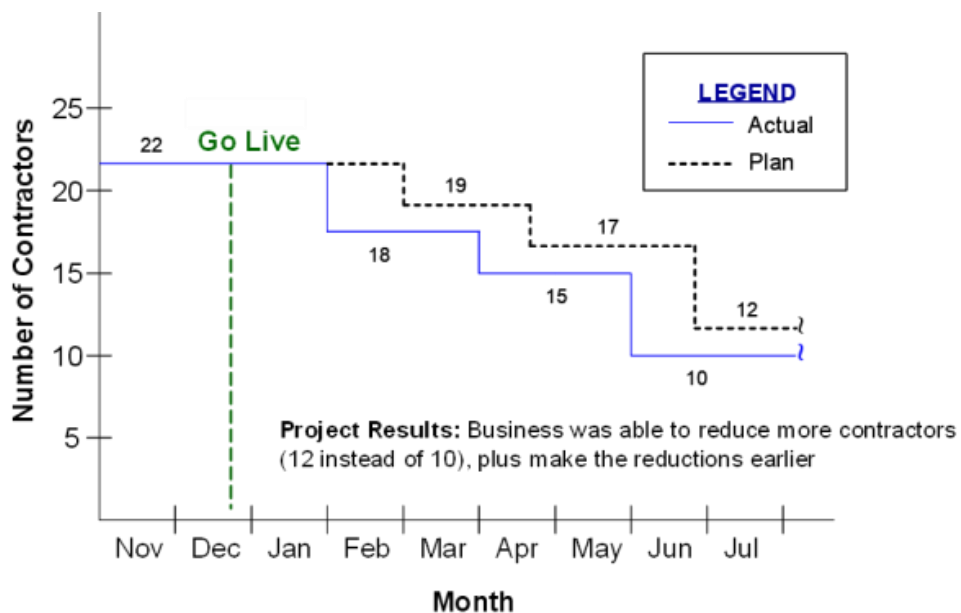 LEGEND
Actual
Plan
Number of Contractors
25
20
15
10
5
22
Go Live
19
18
17
15
12
10
Project Results: Business was able to reduce more contractors
(12 instead of 10), plus make the reductions earlier
Nov Dec Jan Feb Mar Apr May Jun Jul
Month